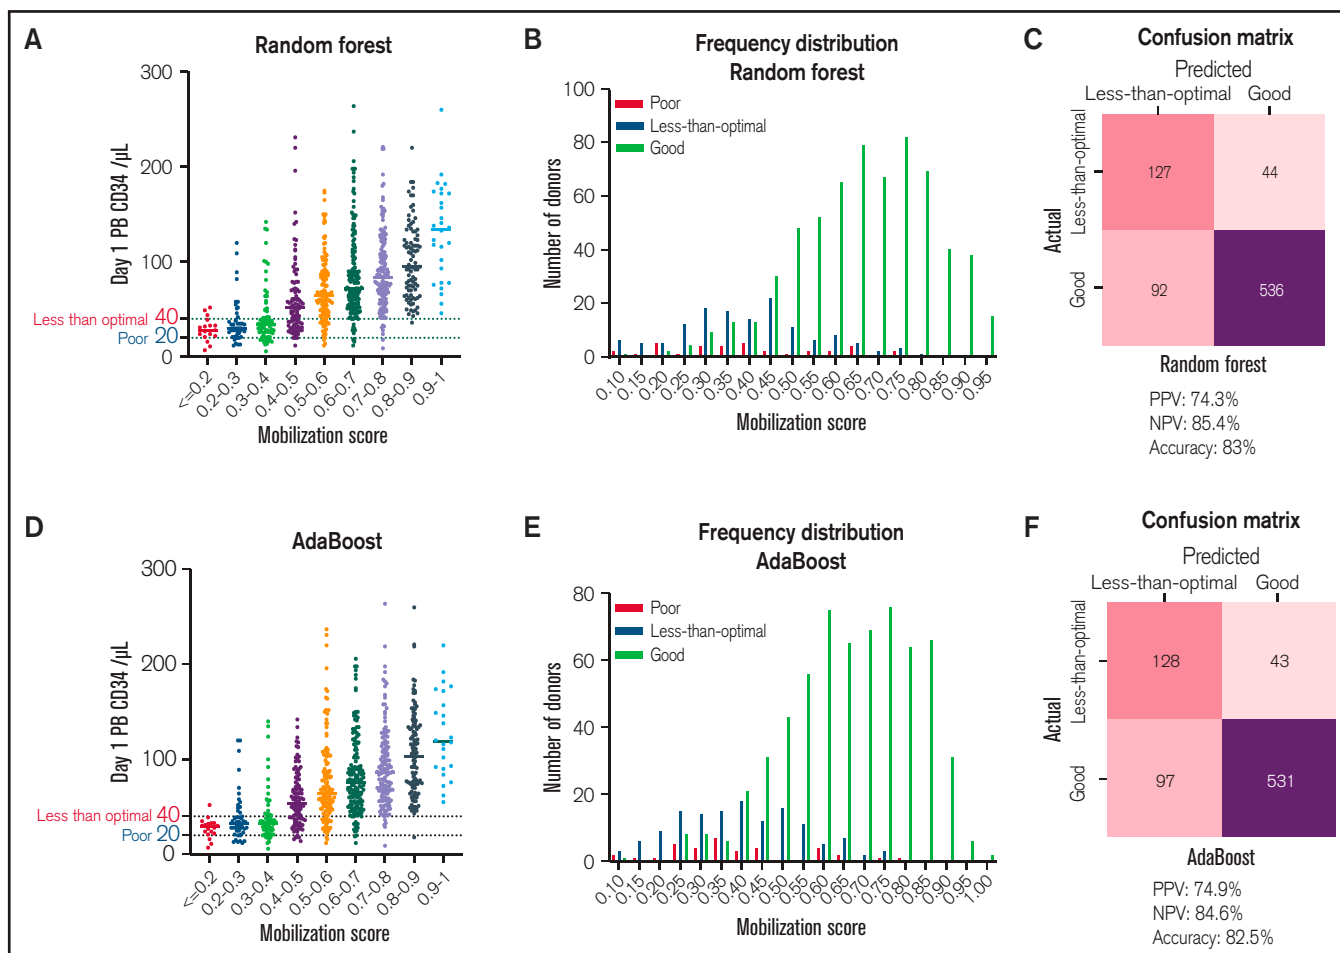 A
Random forest
Day 1 PB CD34 /µL
300
200
100
Less than optimal 40
Poor 20
0
<=0.2
0.2-0.3
0.3-0.4
0.4-0.5
0.5-0.6
0.6-0.7
0.7-0.8
0.8-0.9
0.9-1
Mobilization score
B
Frequency distribution
Random forest
Number of donors
100
80
60
40
20
0
Poor
Less-than-optimal
Good
0.10
0.15
0.20
0.25
0.30
0.35
0.40
0.45
0.50
0.55
0.60
0.65
0.70
0.75
0.80
0.85
0.90
0.95
Mobilization score
C
Confusion matrix
Predicted
Less-than-optimal Good
Actual
Less-than-optimal
127 44
Good
92 536
Random forest
PPV: 74.3%
NPV: 85.4%
Accuracy: 83%
D
AdaBoost
Day 1 PB CD34 /µL
300
200
100
Less than optimal 40
Poor 20
0
<=0.2
0.2-0.3
0.3-0.4
0.4-0.5
0.5-0.6
0.6-0.7
0.7-0.8
0.8-0.9
0.9-1
Mobilization score
E
Frequency distribution
AdaBoost
Number of donors
80
60
40
20
0
Poor
Less-than-optimal
Good
0.10
0.15
0.20
0.25
0.30
0.35
0.40
0.45
0.50
0.55
0.60
0.65
0.70
0.75
0.80
0.85
0.90
0.95
1.00
Mobilization score
F
Confusion matrix
Predicted
Less-than-optimal Good
Actual
Less-than-optimal
128 43
Good
97 531
AdaBoost
PPV: 74.9%
NPV: 84.6%
Accuracy: 82.5%